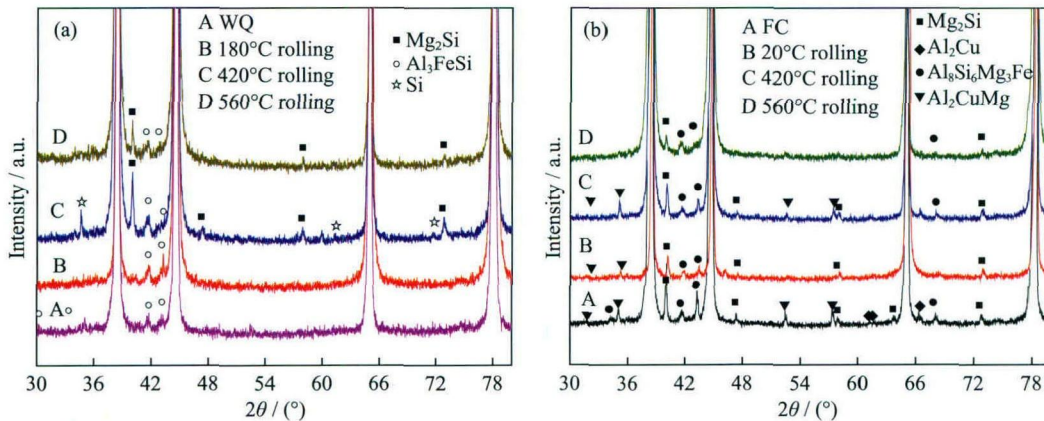 (a)
A WQ
B 180°C rolling
C 420°C rolling
D 560°C rolling
■ Mg₂Si
○ Al₃FeSi
☆ Si
D
C
B
A
Intensity / a.u.
30 36 42 48 54 60 66 72 78
2θ / (°)
(b)
A FC
B 20°C rolling
C 420°C rolling
D 560°C rolling
■ Mg₂Si
◆ Al₂Cu
● Al₈Si₆Mg₃Fe
▼ Al₂CuMg
D
C
B
A
Intensity / a.u.
30 36 42 48 54 60 66 72 78
2θ / (°)